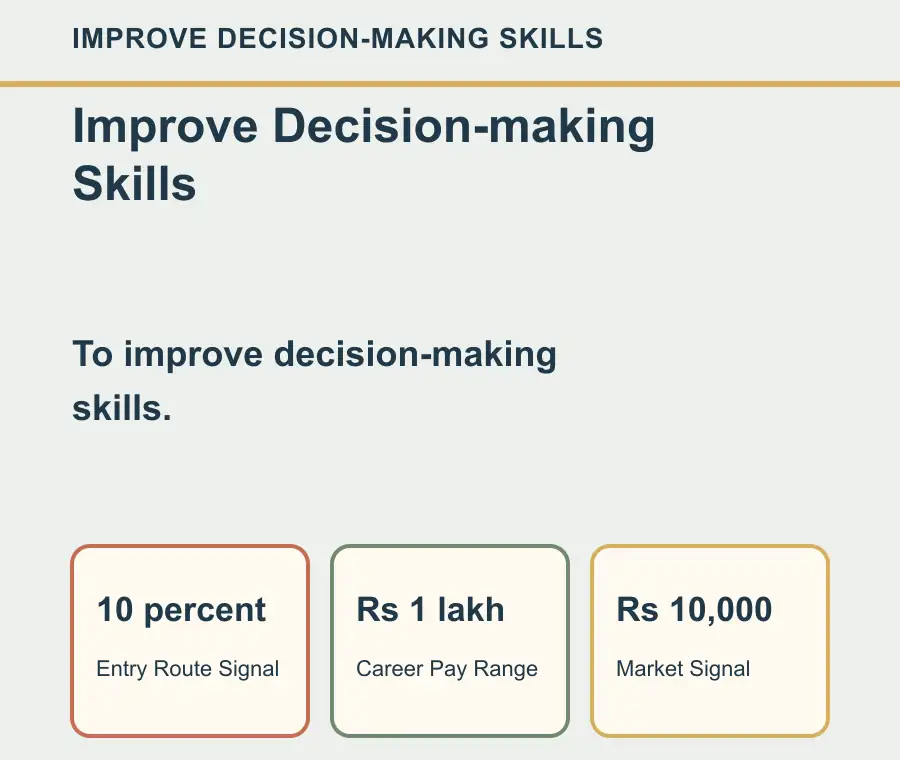 IMPROVE DECISION-MAKING SKILLS
Improve Decision-making
Skills
To improve decision-making
skills.
10 percent
Entry Route Signal
Rs 1 lakh
Career Pay Range
Rs 10,000
Market Signal